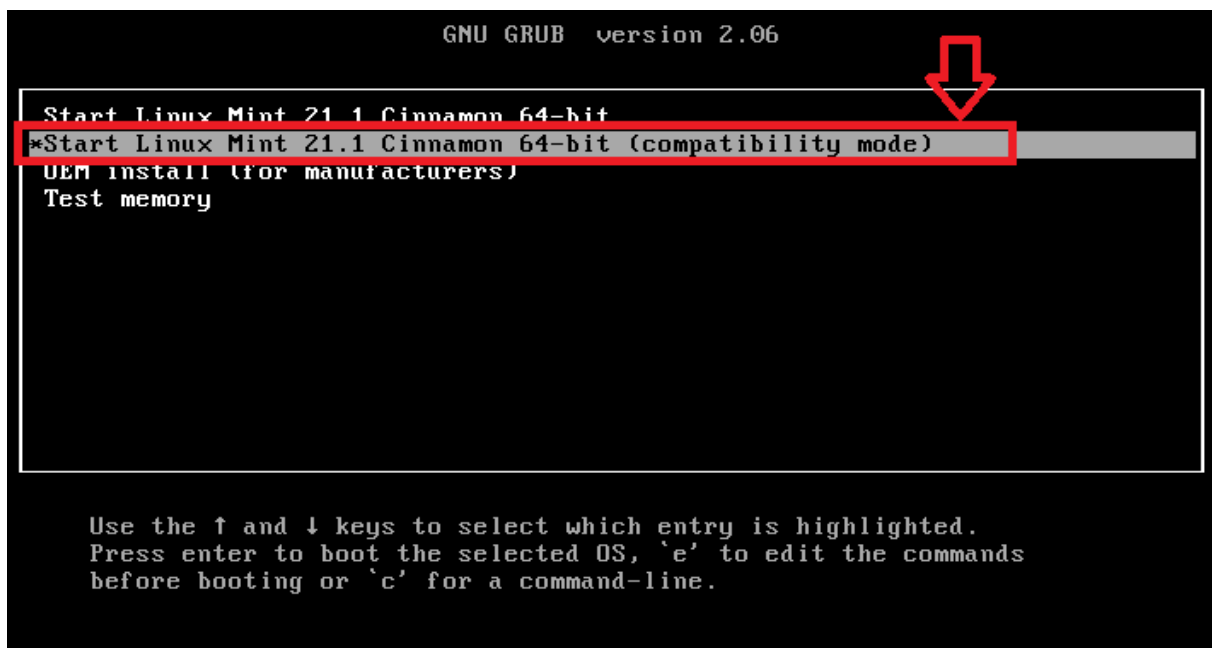 GNU GRUB version 2.06
Start Linux Mint 21.1 Cinnamon 64-bit
*Start Linux Mint 21.1 Cinnamon 64-bit (compatibility mode)
OEM install (for manufacturers)
Test memory
Use the ↑ and ↓ keys to select which entry is highlighted.
Press enter to boot the selected OS, `e' to edit the commands
before booting or `c' for a command-line.